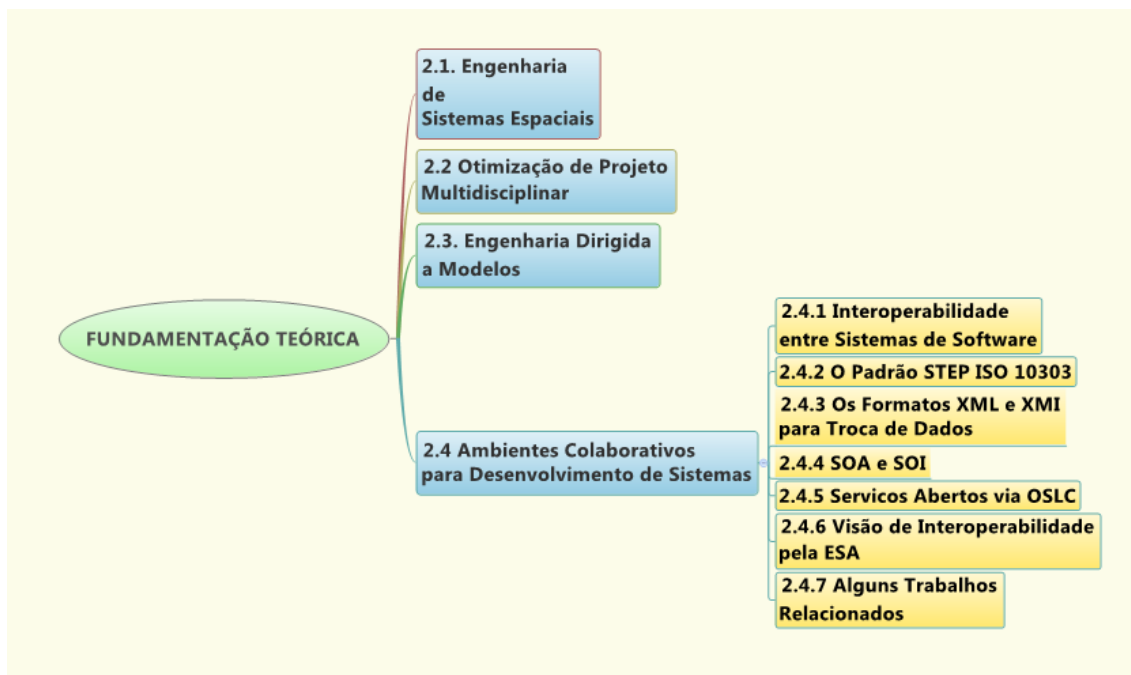 2.1. Engenharia
de
Sistemas Espaciais
2.2 Otimização de Projeto
Multidisciplinar
2.3. Engenharia Dirigida
a Modelos
FUNDAMENTAÇÃO TEÓRICA
2.4 Ambientes Colaborativos
para Desenvolvimento de Sistemas
2.4.1 Interoperabilidade
entre Sistemas de Software
2.4.2 O Padrão STEP ISO 10303
2.4.3 Os Formatos XML e XMI
para Troca de Dados
2.4.4 SOA e SOI
2.4.5 Servicos Abertos via OSLC
2.4.6 Visão de Interoperabilidade
pela ESA
2.4.7 Alguns Trabalhos
Relacionados